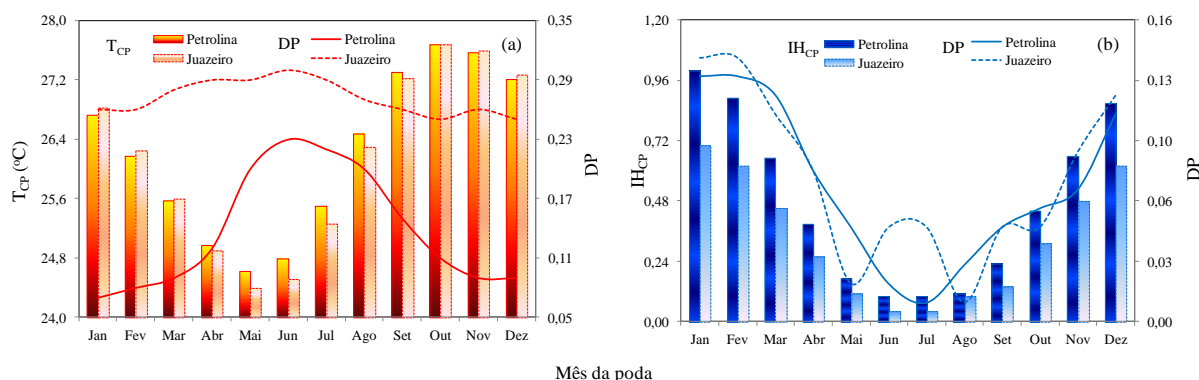 T_CP Petrolina DP Petrolina (a)
Juazeiro Juazeiro
28,0
27,2
26,4
25,6
24,8
24,0
T_CP (ºC)
0,35
0,29
0,23
0,17
0,11
0,05
DP
Jan Fev Mar Abr Mai Jun Jul Ago Set Out Nov Dez
IH_CP Petrolina DP Petrolina (b)
Juazeiro Juazeiro
1,20
0,96
0,72
0,48
0,24
0,00
IH_CP
0,16
0,13
0,10
0,06
0,03
0,00
DP
Jan Fev Mar Abr Mai Jun Jul Ago Set Out Nov Dez
Mês da poda